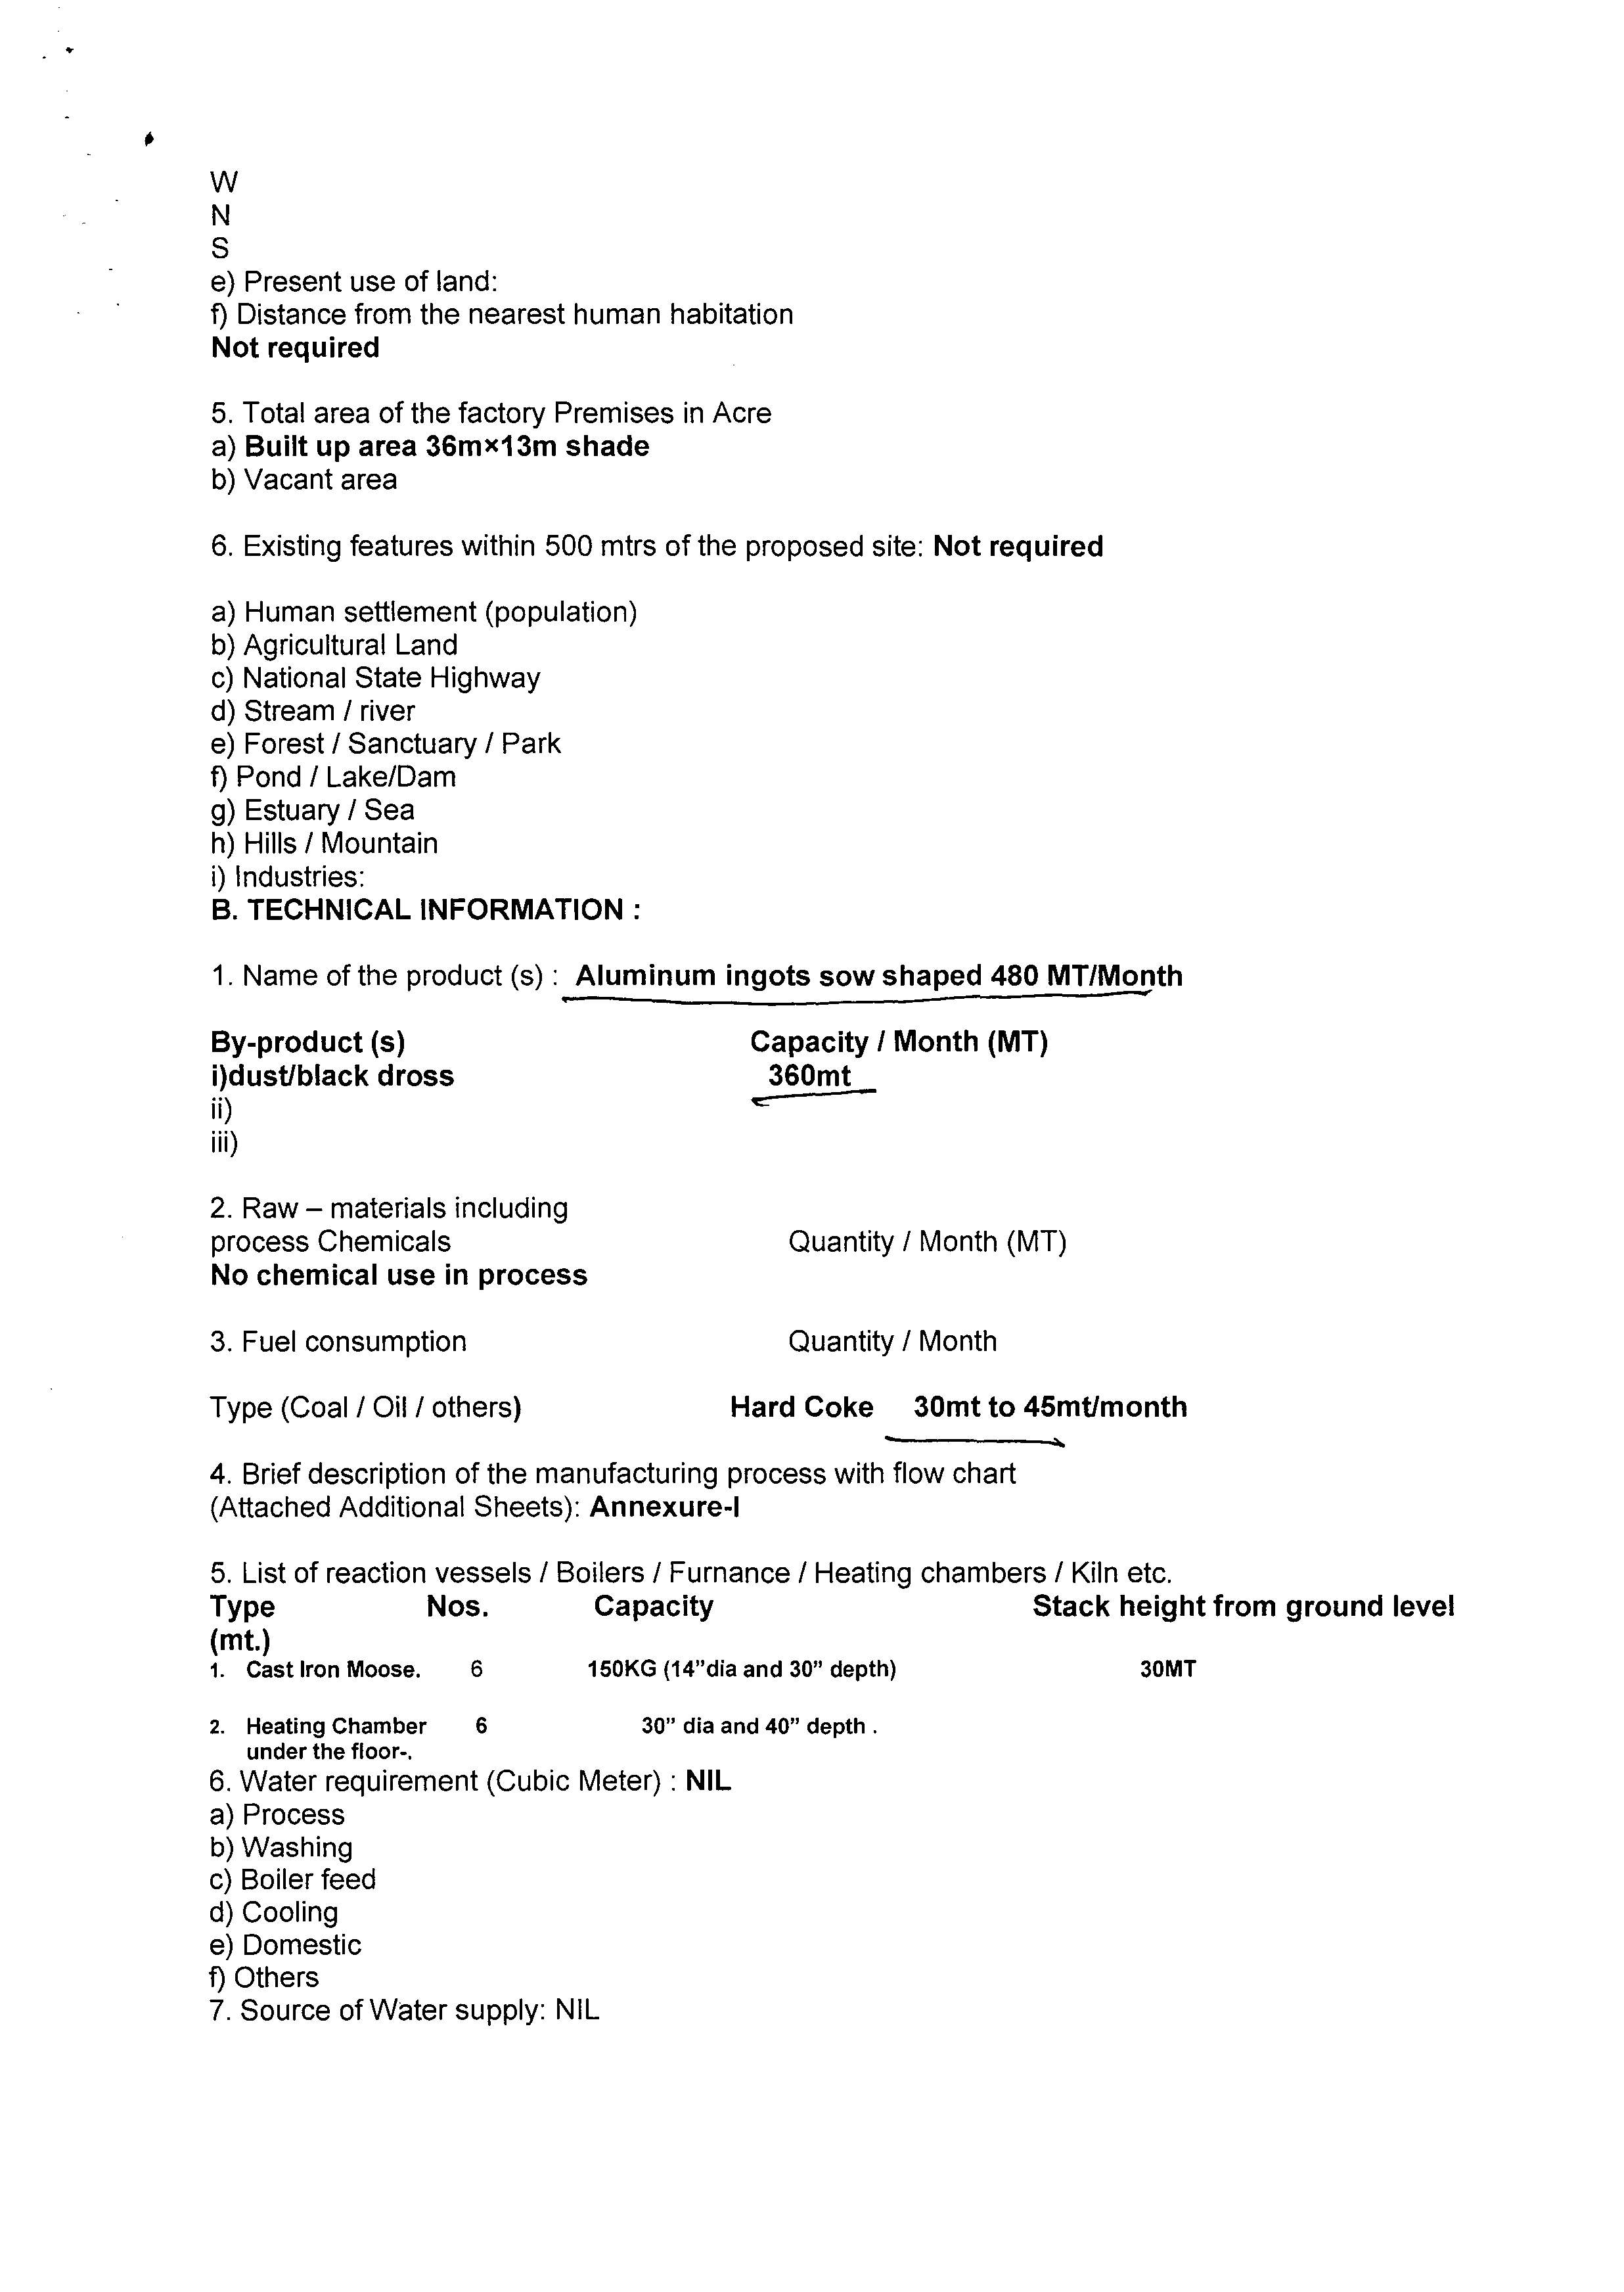 W
N
S
e) Present use of land:
f) Distance from the nearest human habitation
Not required
5. Total area of the factory Premises in Acre
a) Built up area 36m×13m shade
b) Vacant area
6. Existing features within 500 mtrs of the proposed site: Not required
a) Human settlement (population)
b) Agricultural Land
c) National State Highway
d) Stream / river
e) Forest / Sanctuary / Park
f) Pond / Lake/Dam
g) Estuary / Sea
h) Hills / Mountain
i) Industries:
B. TECHNICAL INFORMATION :
1. Name of the product (s) : Aluminum ingots sow shaped 480 MT/Month
By-product (s) Capacity / Month (MT)
i)dust/black dross 360mt
ii)
iii)
2. Raw – materials including
process Chemicals Quantity / Month (MT)
No chemical use in process
3. Fuel consumption Quantity / Month
Type (Coal / Oil / others) Hard Coke 30mt to 45mt/month
4. Brief description of the manufacturing process with flow chart
(Attached Additional Sheets): Annexure-I
5. List of reaction vessels / Boilers / Furnance / Heating chambers / Kiln etc.
Type Nos. Capacity Stack height from ground level
(mt.)
1. Cast Iron Moose. 6 150KG (14”dia and 30” depth) 30MT
2. Heating Chamber 6 30” dia and 40” depth .
under the floor-.
6. Water requirement (Cubic Meter) : NIL
a) Process
b) Washing
c) Boiler feed
d) Cooling
e) Domestic
f) Others
7. Source of Water supply: NIL